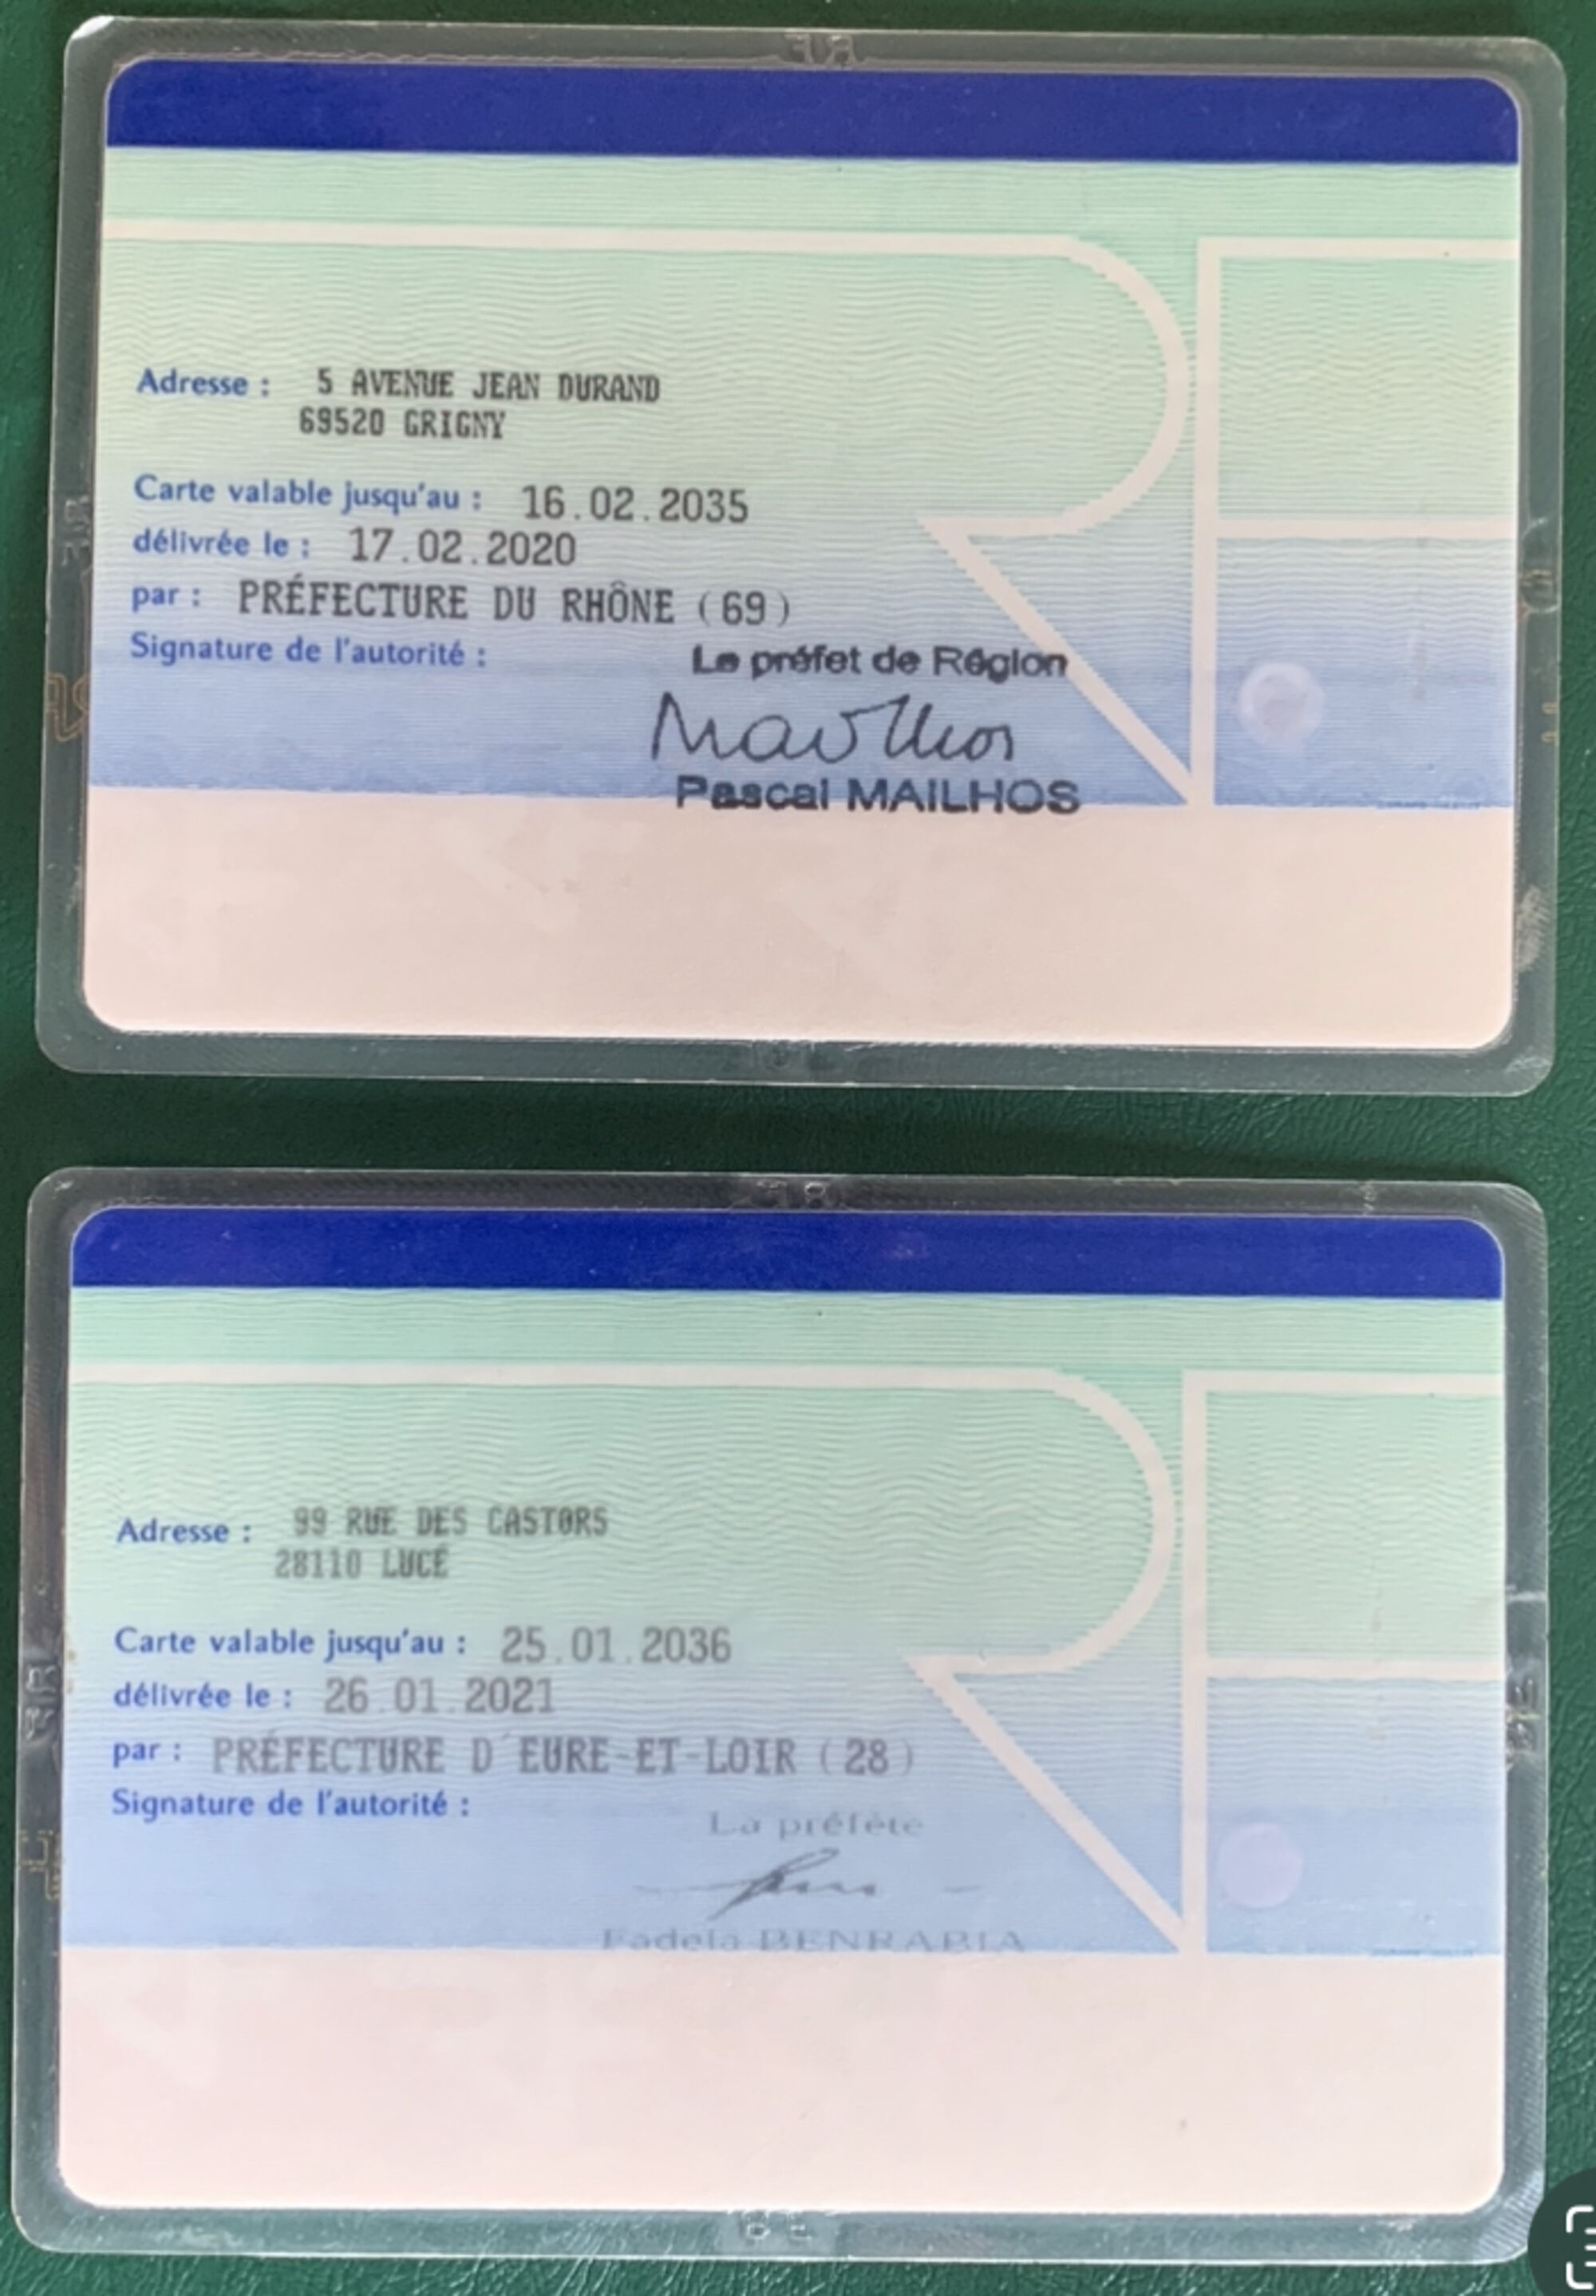 Adresse : 5 AVENUE JEAN DURAND
69520 GRIGNY
Carte valable jusqu'au : 16.02.2035
délivrée le : 17.02.2020
par : PRÉFECTURE DU RHÔNE (69)
Signature de l'autorité :
Le préfet de Région
Pascal MAILHOS
RF
Adresse : 99 RUE DES CASTORS
28110 LUCÉ
Carte valable jusqu'au : 25.01.2036
délivrée le : 26.01.2021
par : PRÉFECTURE D'EURE-ET-LOIR (28)
Signature de l'autorité :
La préfète
Fadela BENRABIA
RF